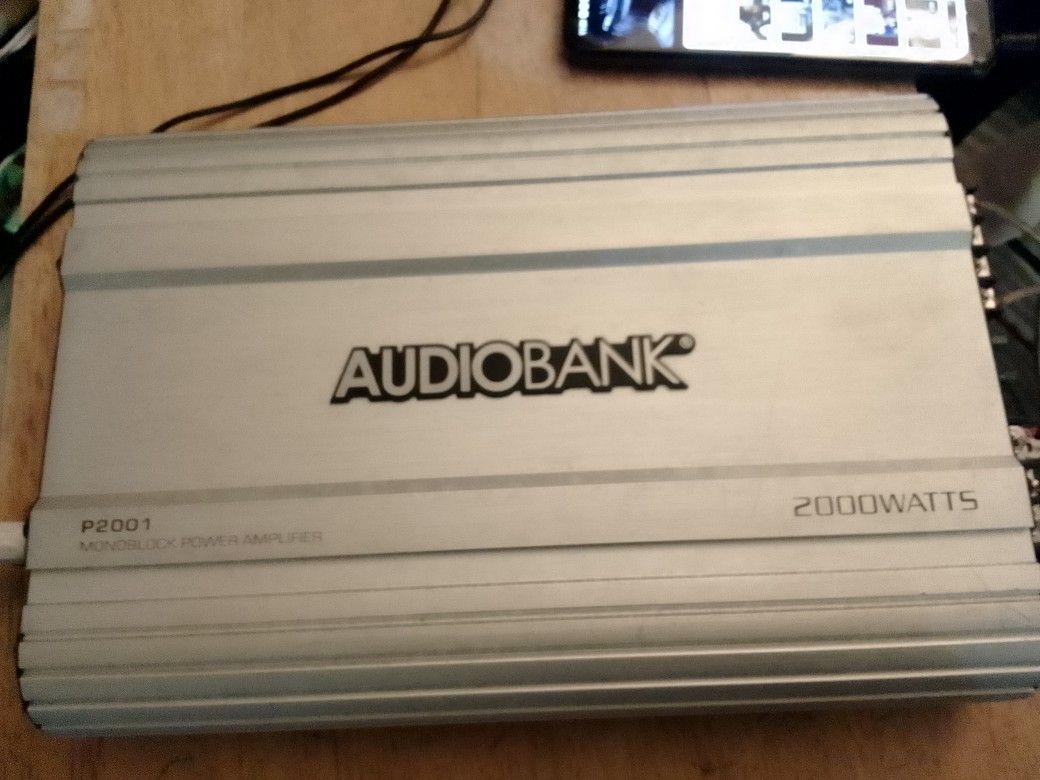 AUDIOBANK®
P2001
MONOBLOCK POWER AMPLIFIER
2000WATTS